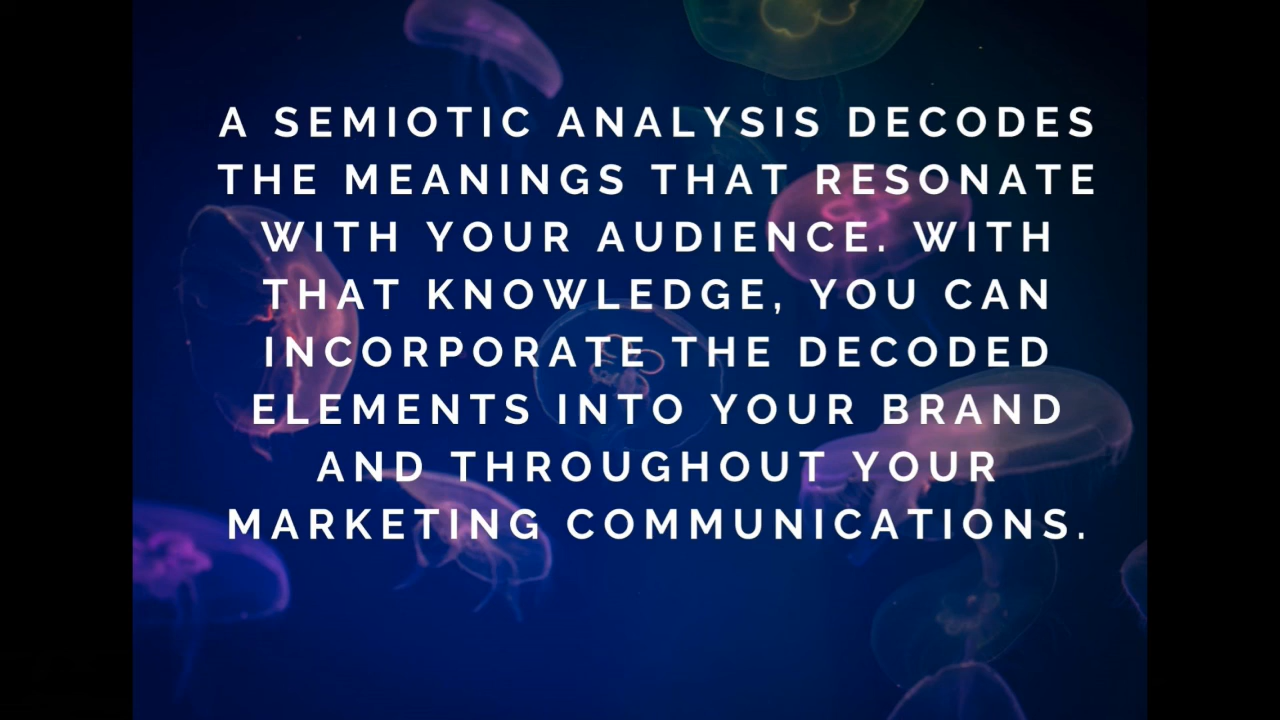 A SEMIOTIC ANALYSIS DECODES
THE MEANINGS THAT RESONATE
WITH YOUR AUDIENCE. WITH
THAT KNOWLEDGE, YOU CAN
INCORPORATE THE DECODED
ELEMENTS INTO YOUR BRAND
AND THROUGHOUT YOUR
MARKETING COMMUNICATIONS.